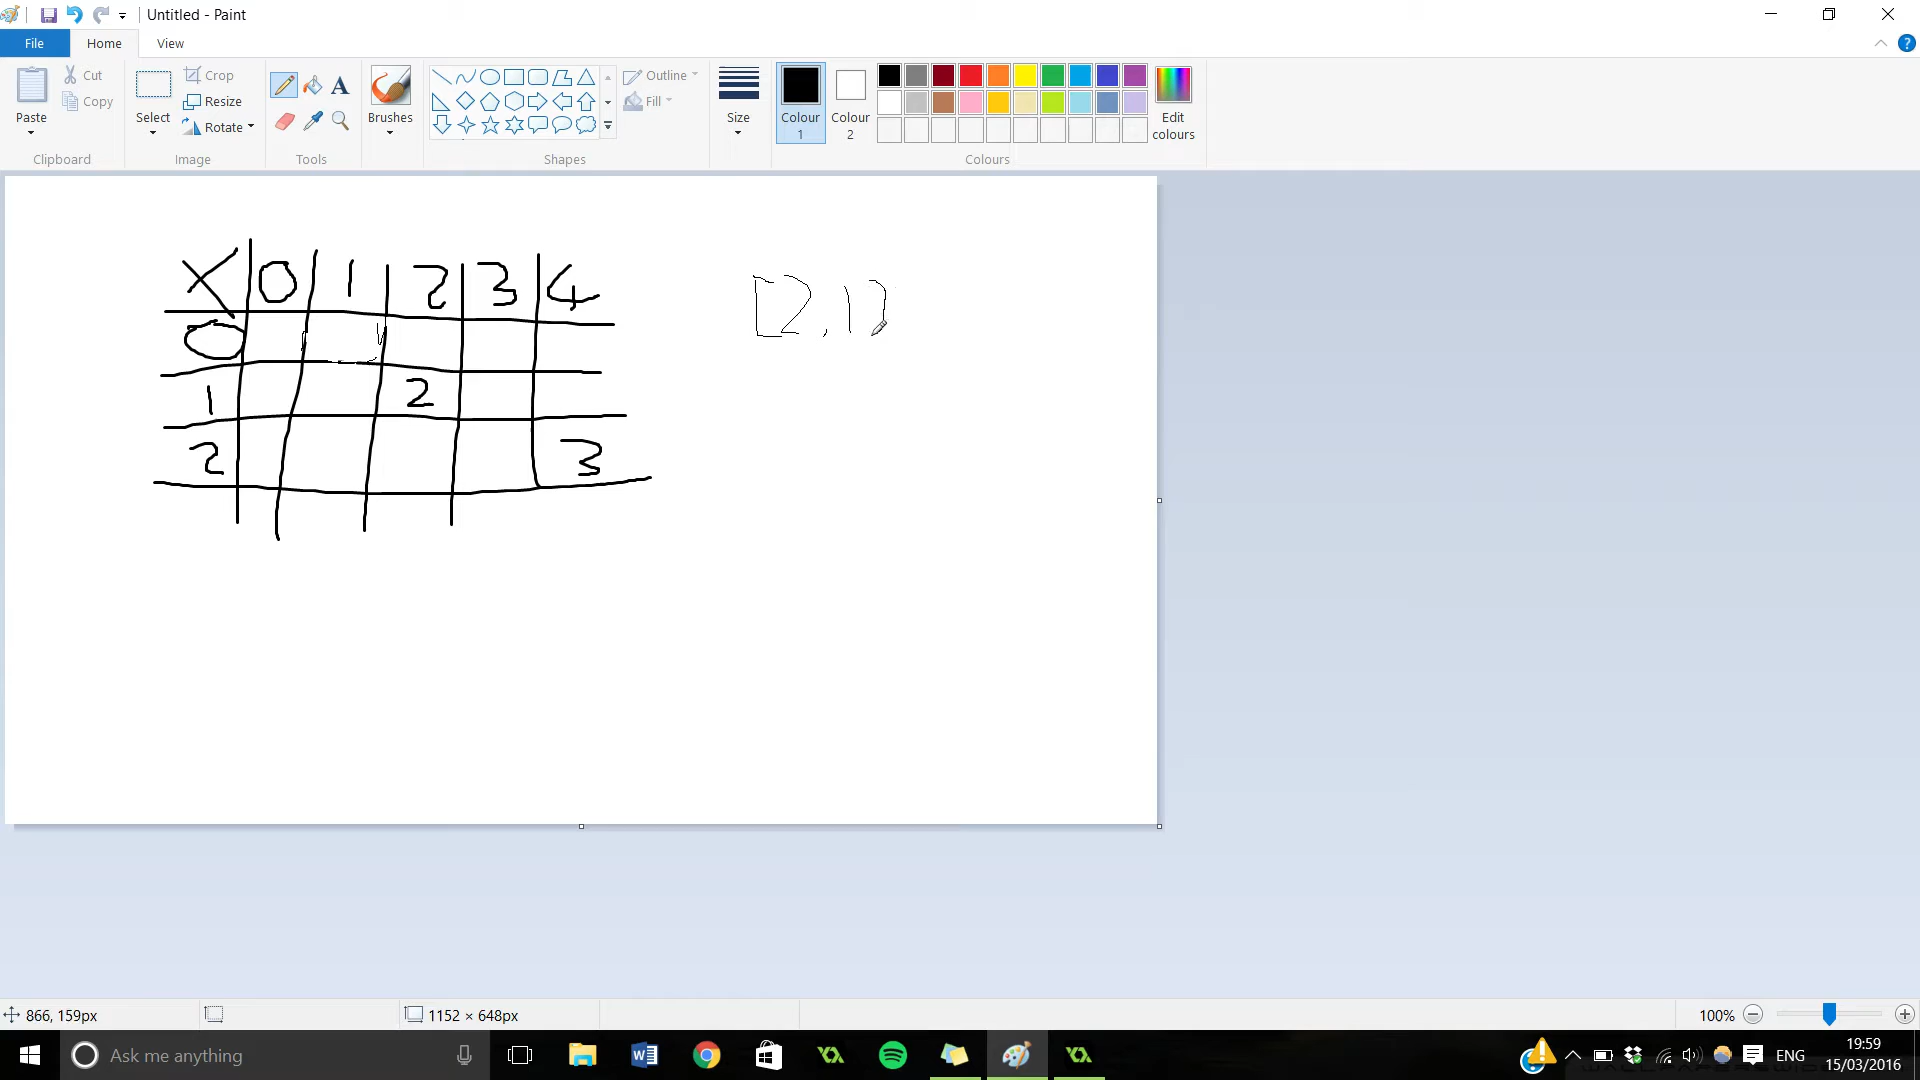 Untitled - Paint
File Home View
Paste
Cut
Copy
Clipboard
Select
Crop
Resize
Rotate
Image
A
Tools
Brushes
Shapes
Outline
Fill
Size
Colour 1
Colour 2
Edit colours
Colours
X 0 1 2 3 4
0
1 2
2 3
[2,1]
866, 159px
1152 × 648px
100%
Ask me anything
ENG
19:59
15/03/2016